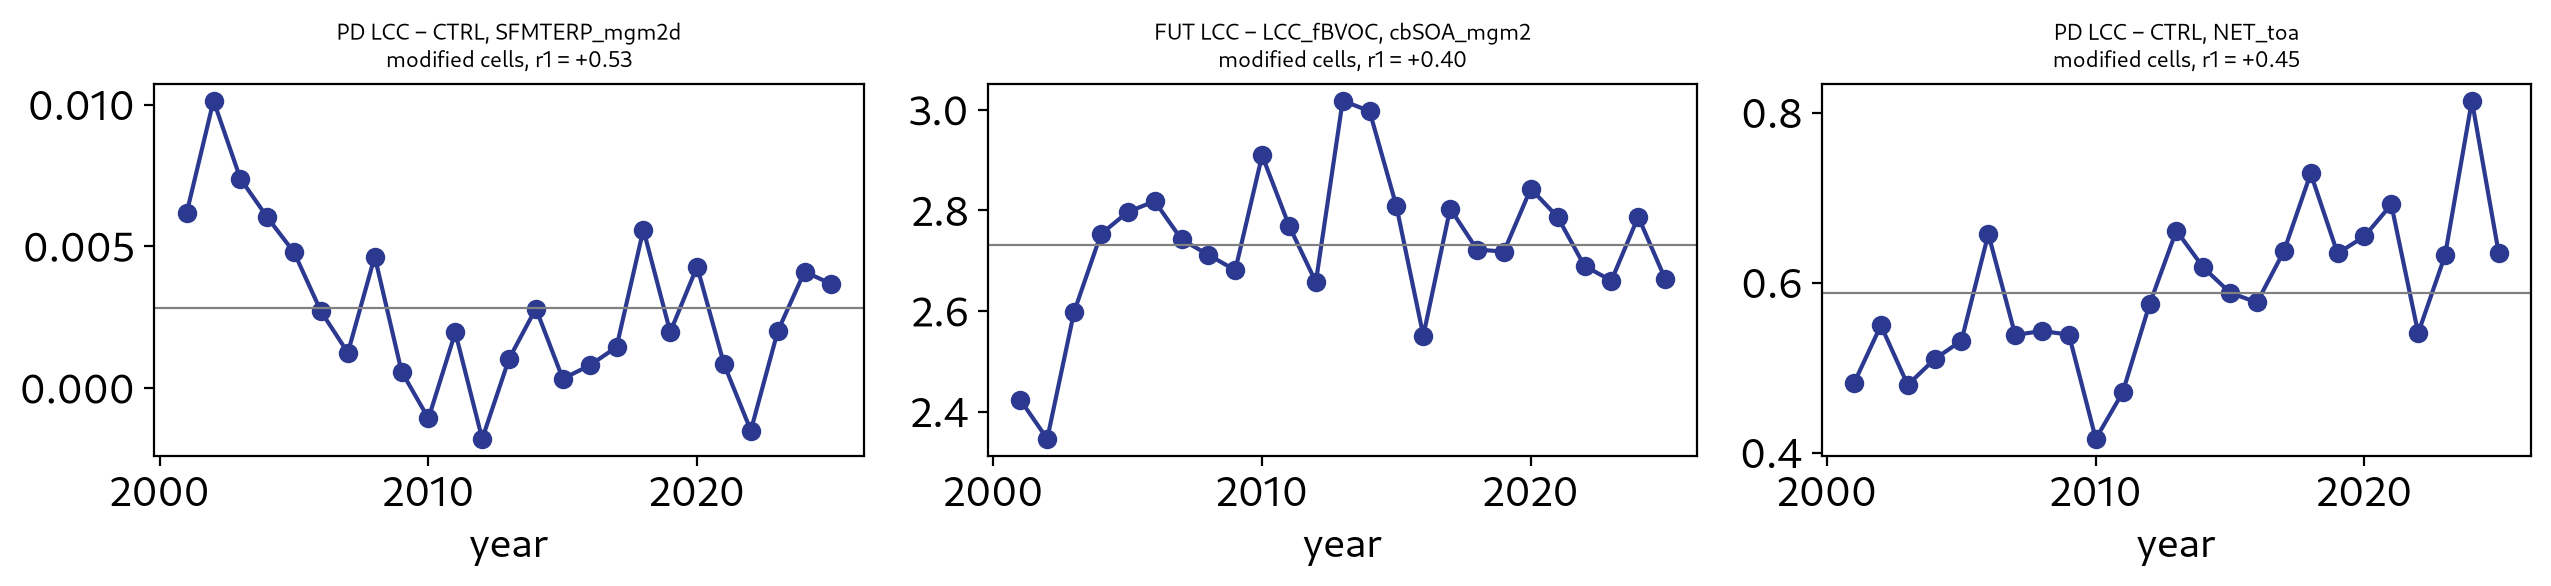 PD LCC − CTRL, SFMTERP_mgm2d
modified cells, r1 = +0.53
0.010
0.005
0.000
2000
2010
2020
year
FUT LCC − LCC_fBVOC, cbSOA_mgm2
modified cells, r1 = +0.40
3.0
2.8
2.6
2.4
2000
2010
2020
year
PD LCC − CTRL, NET_toa
modified cells, r1 = +0.45
0.8
0.6
0.4
2000
2010
2020
year